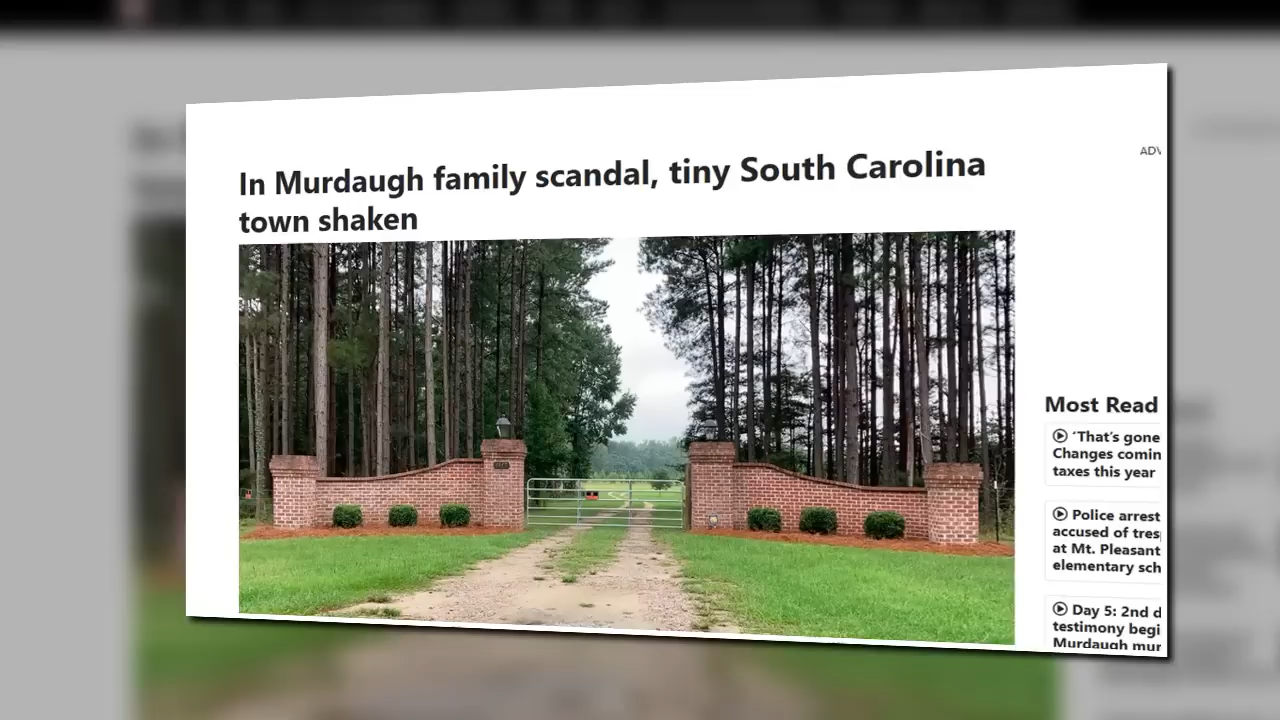 ADV
In Murdaugh family scandal, tiny South Carolina
town shaken
Most Read
‘That’s gone
Changes comin
taxes this year
Police arrest
accused of tres
at Mt. Pleasant
elementary sch
Day 5: 2nd d
testimony begi
Murdaugh mur